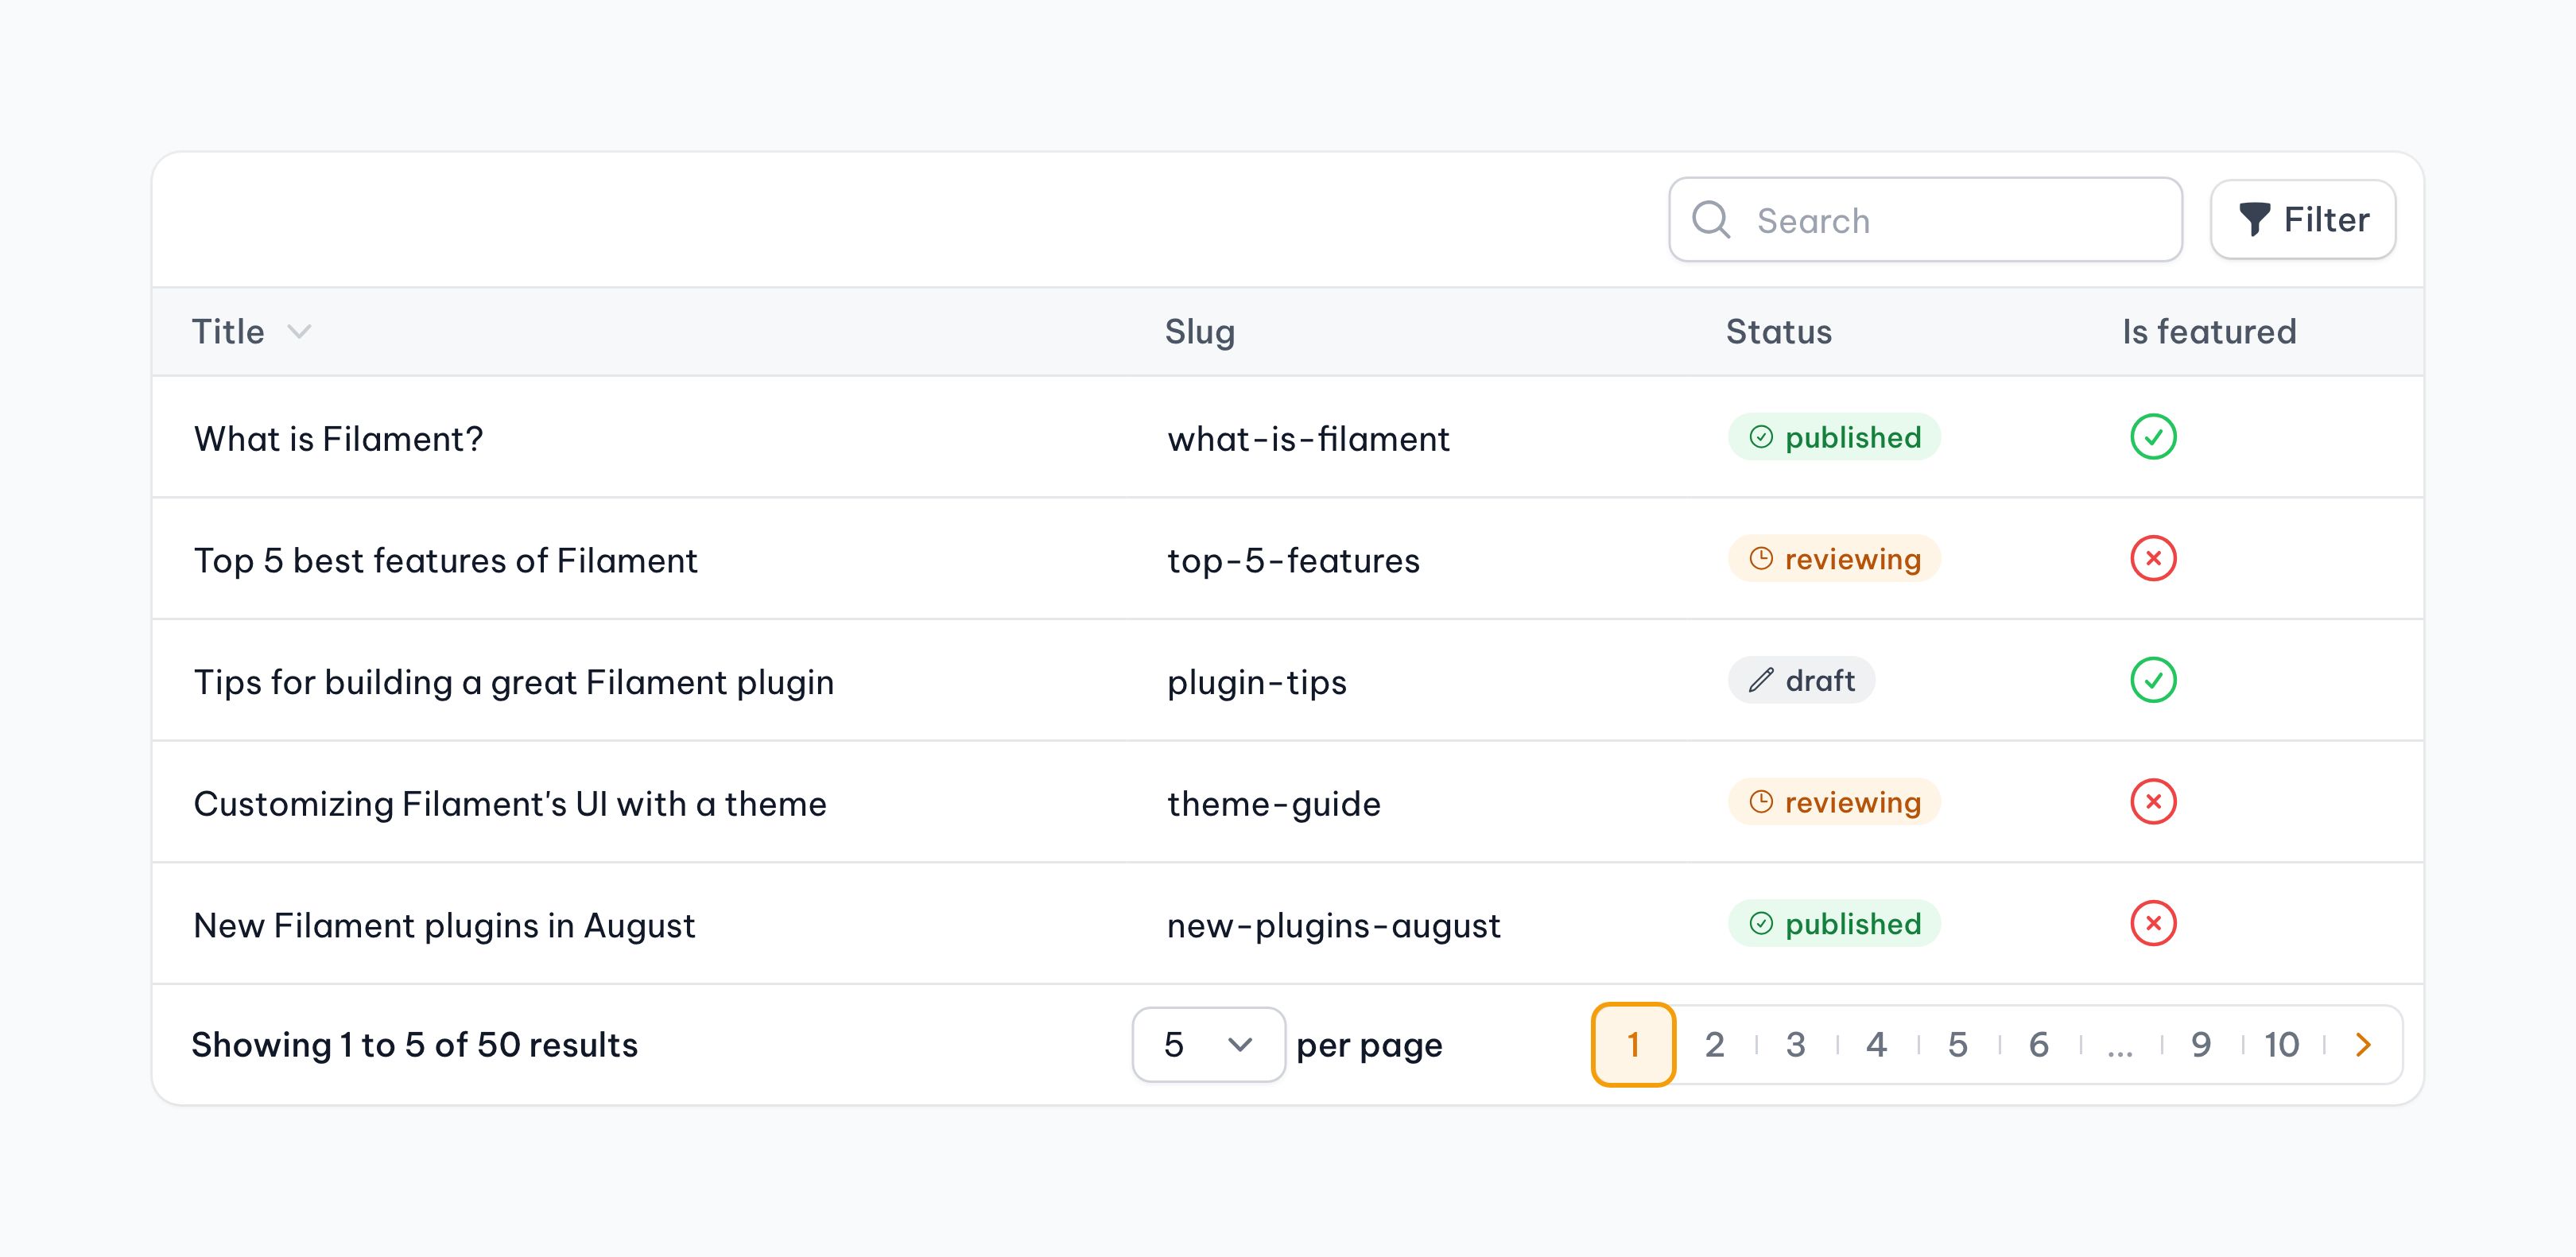 Search Filter
Title Slug Status Is featured
What is Filament? what-is-filament published
Top 5 best features of Filament top-5-features reviewing
Tips for building a great Filament plugin plugin-tips draft
Customizing Filament's UI with a theme theme-guide reviewing
New Filament plugins in August new-plugins-august published
Showing 1 to 5 of 50 results 5 per page 1 2 3 4 5 6 ... 9 10